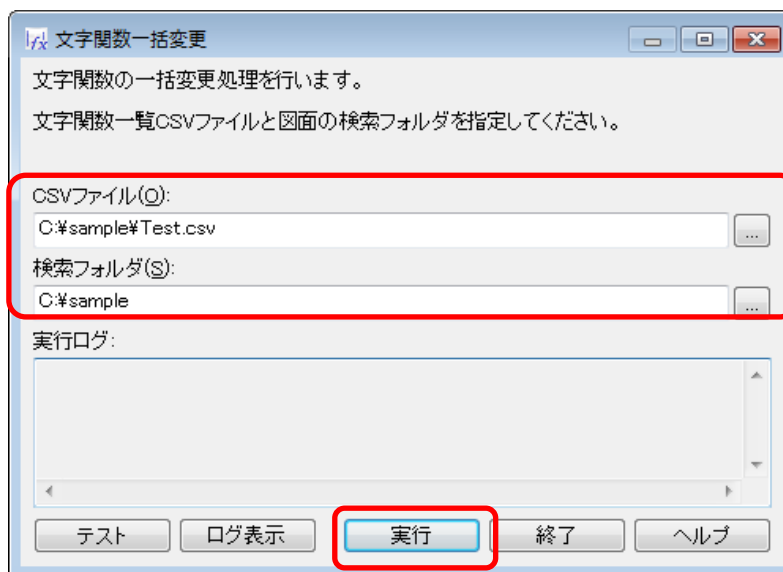 文字関数一括変更
文字関数の一括変更処理を行います。
文字関数一覧CSVファイルと図面の検索フォルダを指定してください。
CSVファイル(O):
C:¥sample¥Test.csv
...
検索フォルダ(S):
C:¥sample
...
実行ログ:
テスト ログ表示 実行 終了 ヘルプ